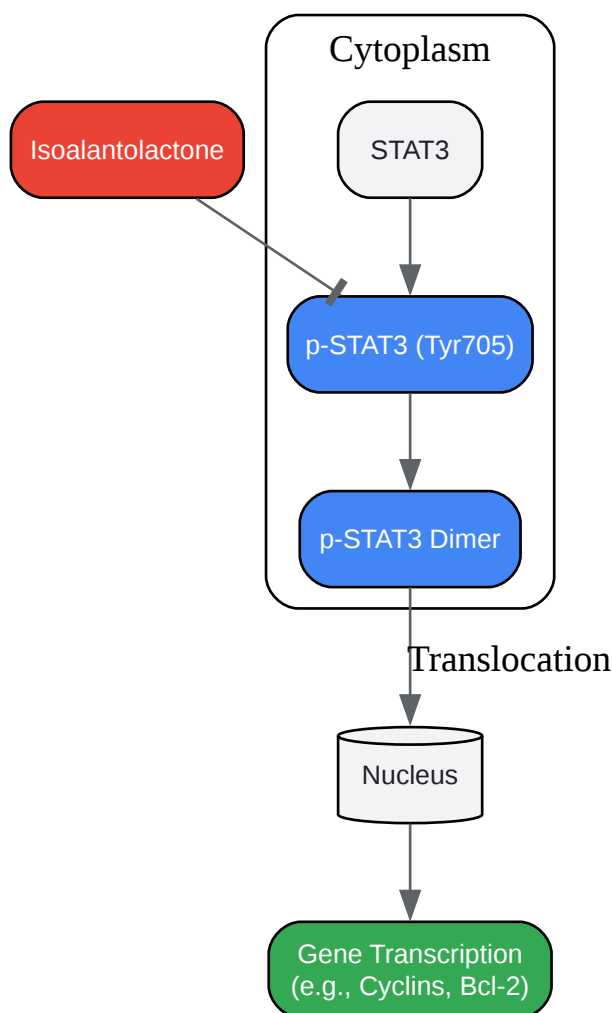 Cytoplasm
Isoalantolactone
STAT3
p-STAT3 (Tyr705)
p-STAT3 Dimer
Translocation
Nucleus
Gene Transcription
(e.g., Cyclins, Bcl-2)